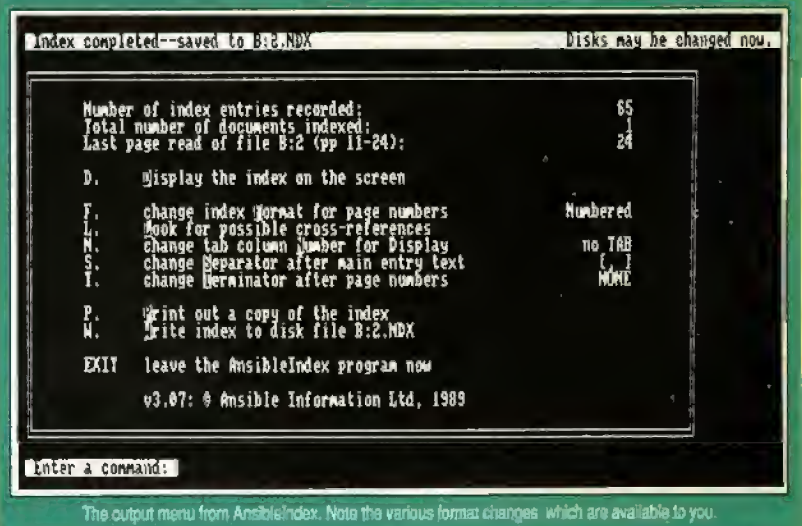 Index completed--saved to B:2.NDX Disks may be changed now.
Number of index entries recorded: 65
Total number of documents indexed: 1
Last page read of file B:2 (pp 11-24): 24
D. Display the index on the screen
F. change index Format for page numbers Numbered
L. Look for possible cross-references
N. change tab column Number for Display no TAB
S. change Separator after main entry text [, ]
T. change Terminator after page numbers NONE
P. Print out a copy of the index
W. Write index to disk file B:2.NDX
EXIT leave the AnsibleIndex program now
v3.07: © Ansible Information Ltd, 1989
Enter a command:
The output menu from AnsibleIndex. Note the various format changes which are available to you.